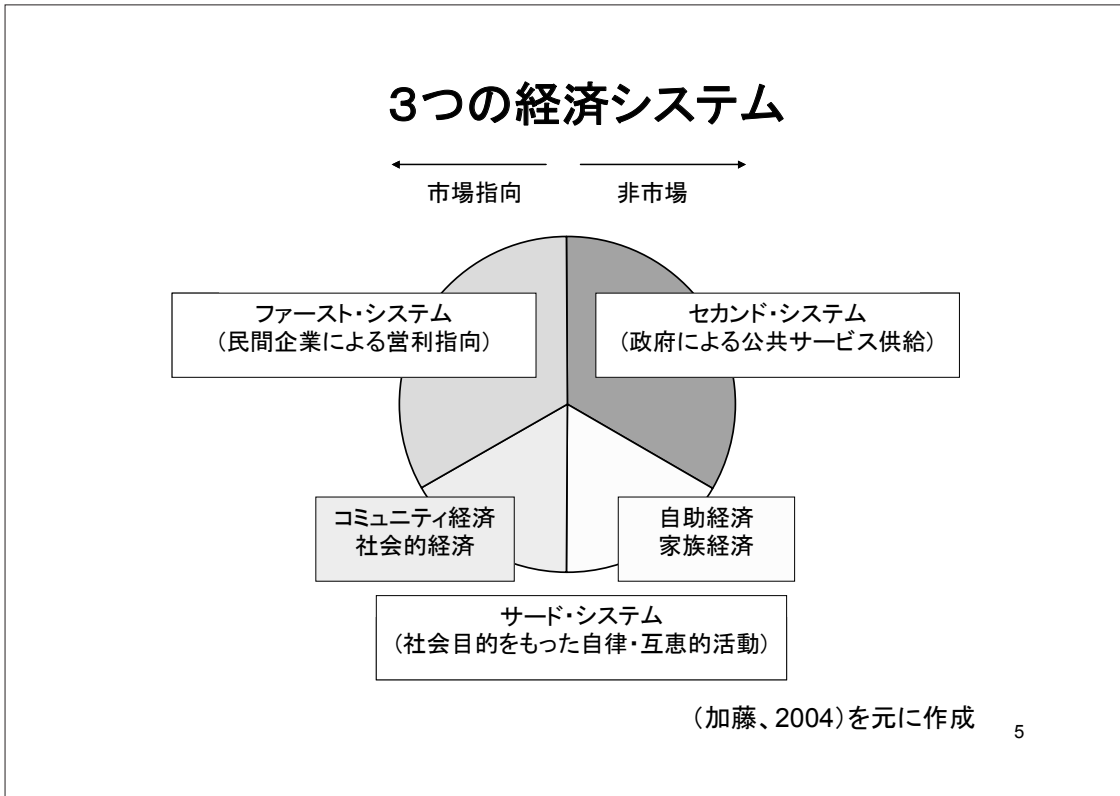 3つの経済システム
市場指向
非市場
ファースト・システム
（民間企業による営利指向）
セカンド・システム
（政府による公共サービス供給）
コミュニティ経済
社会的経済
自助経済
家族経済
サード・システム
（社会目的をもった自律・互恵的活動）
（加藤、2004）を元に作成
5